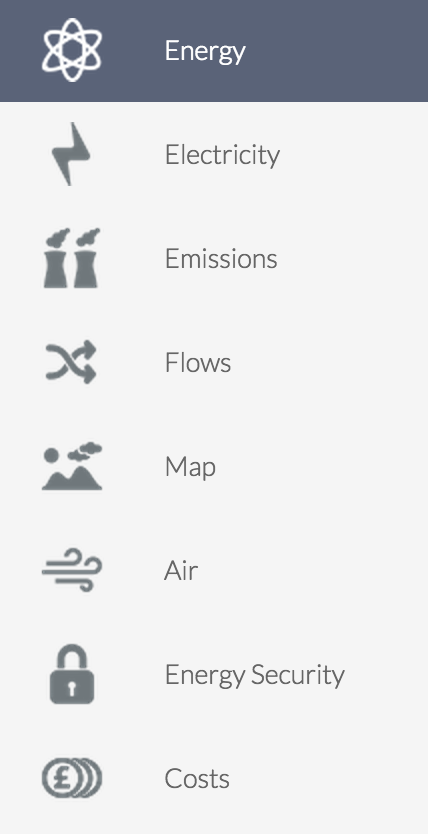 Energy
Electricity
Emissions
Flows
Map
Air
Energy Security
£ Costs